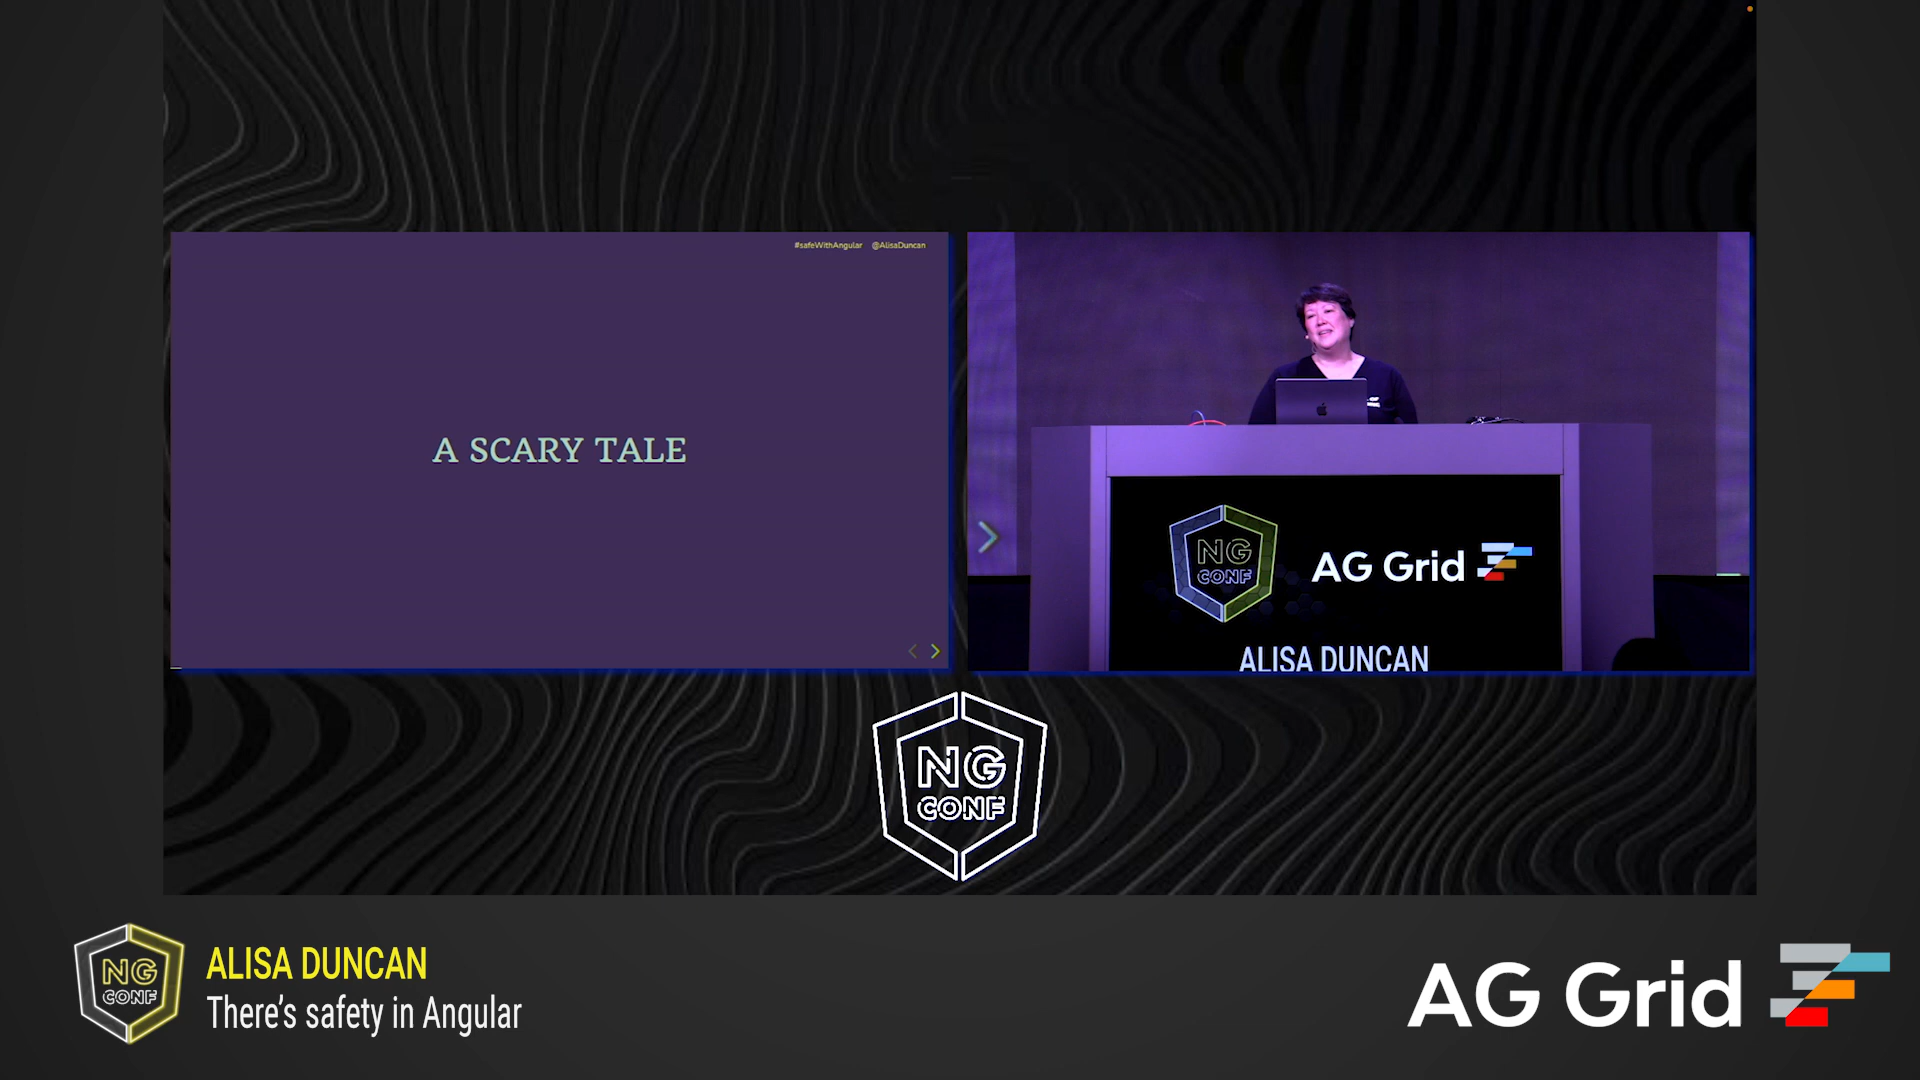 #safeWithAngular @AlisaDuncan
A SCARY TALE
NG
CONF
AG Grid
ALISA DUNCAN
NG
CONF
NG
CONF
ALISA DUNCAN
There's safety in Angular
AG Grid